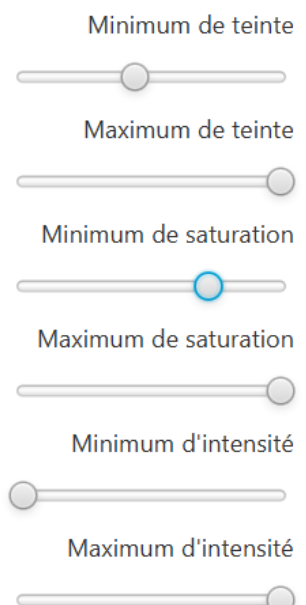 Minimum de teinte
Maximum de teinte
Minimum de saturation
Maximum de saturation
Minimum d'intensité
Maximum d'intensité